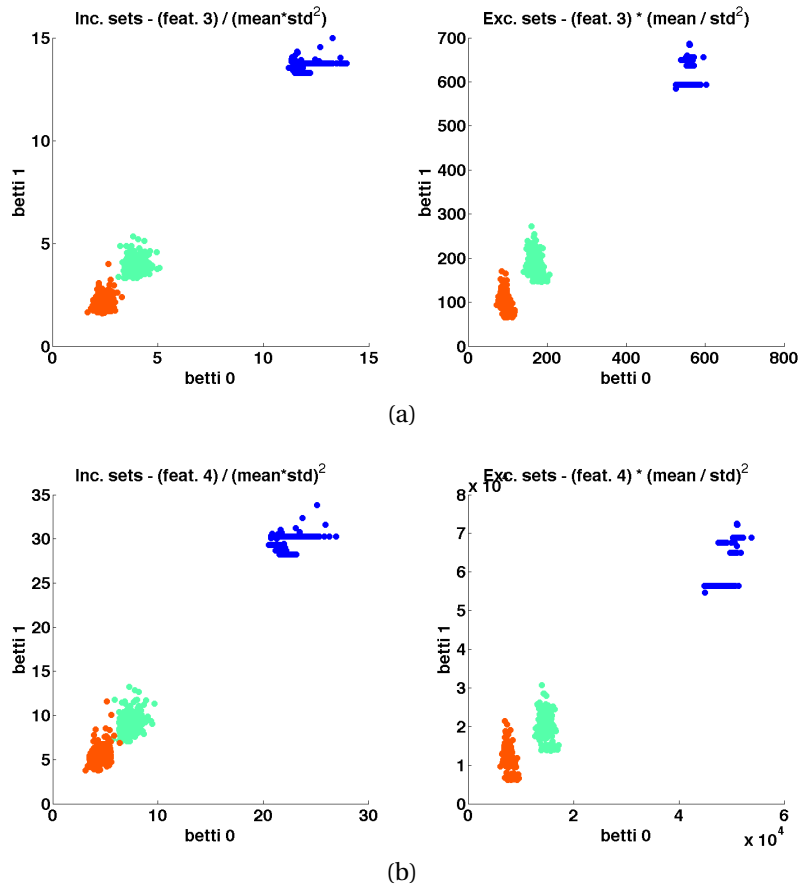 Inc. sets - (feat. 3) / (mean*std²)
15
10
5
0
betti 1
0 5 10 15
betti 0
Exc. sets - (feat. 3) * (mean / std²)
700
600
500
400
300
200
100
0
betti 1
0 200 400 600 800
betti 0
(a)
Inc. sets - (feat. 4) / (mean*std)²
35
30
25
20
15
10
5
0
betti 1
0 10 20 30
betti 0
Exc. sets - (feat. 4) * (mean / std)²
x 10⁴
8
7
6
5
4
3
2
1
0
betti 1
0 2 4 6
betti 0
x 10⁴
(b)